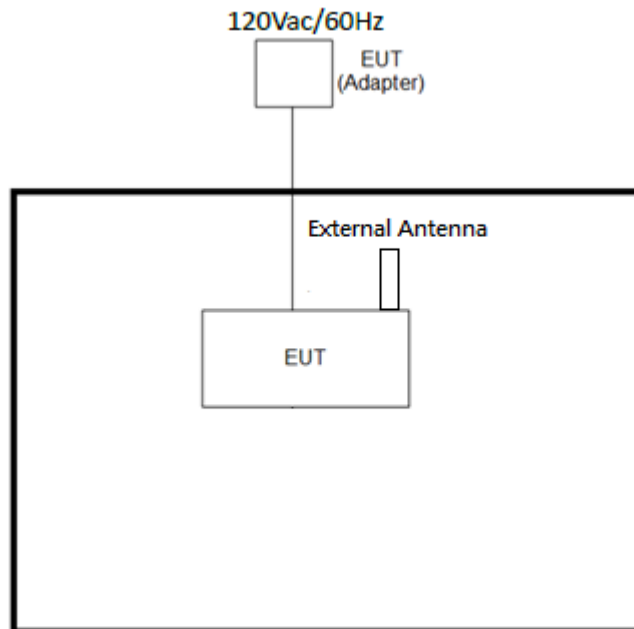 120Vac/60Hz
EUT
(Adapter)
External Antenna
EUT